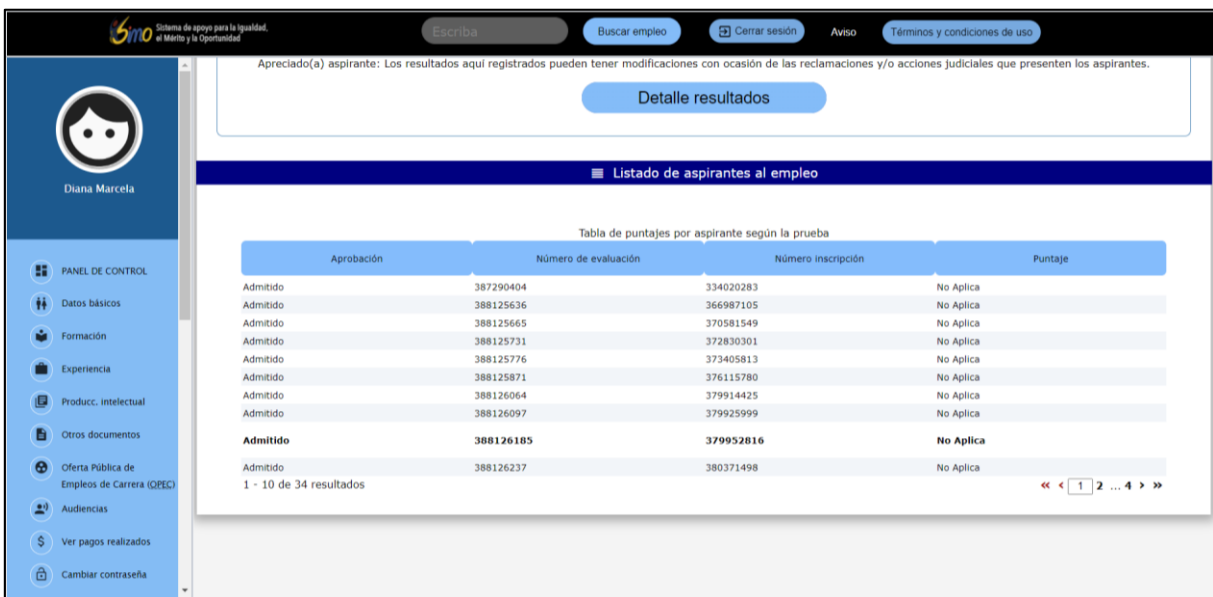 Simo Sistema de apoyo para la Igualdad,
el Mérito y la Oportunidad
Escriba
Buscar empleo
Cerrar sesión
Aviso
Términos y condiciones de uso
Diana Marcela
PANEL DE CONTROL
Datos básicos
Formación
Experiencia
Producc. intelectual
Otros documentos
Oferta Pública de
Empleos de Carrera (OPEC)
Audiencias
Ver pagos realizados
Cambiar contraseña
Apreciado(a) aspirante: Los resultados aquí registrados pueden tener modificaciones con ocasión de las reclamaciones y/o acciones judiciales que presenten los aspirantes.
Detalle resultados
Listado de aspirantes al empleo
Tabla de puntajes por aspirante según la prueba
Aprobación Número de evaluación Número inscripción Puntaje
Admitido 387290404 334020283 No Aplica
Admitido 388125636 366987105 No Aplica
Admitido 388125665 370581549 No Aplica
Admitido 388125731 372830301 No Aplica
Admitido 388125776 373405813 No Aplica
Admitido 388125871 376115780 No Aplica
Admitido 388126064 379914425 No Aplica
Admitido 388126097 379925999 No Aplica
Admitido 388126185 379952816 No Aplica
Admitido 388126237 380371498 No Aplica
1 - 10 de 34 resultados « ‹ 1 2 ... 4 › »